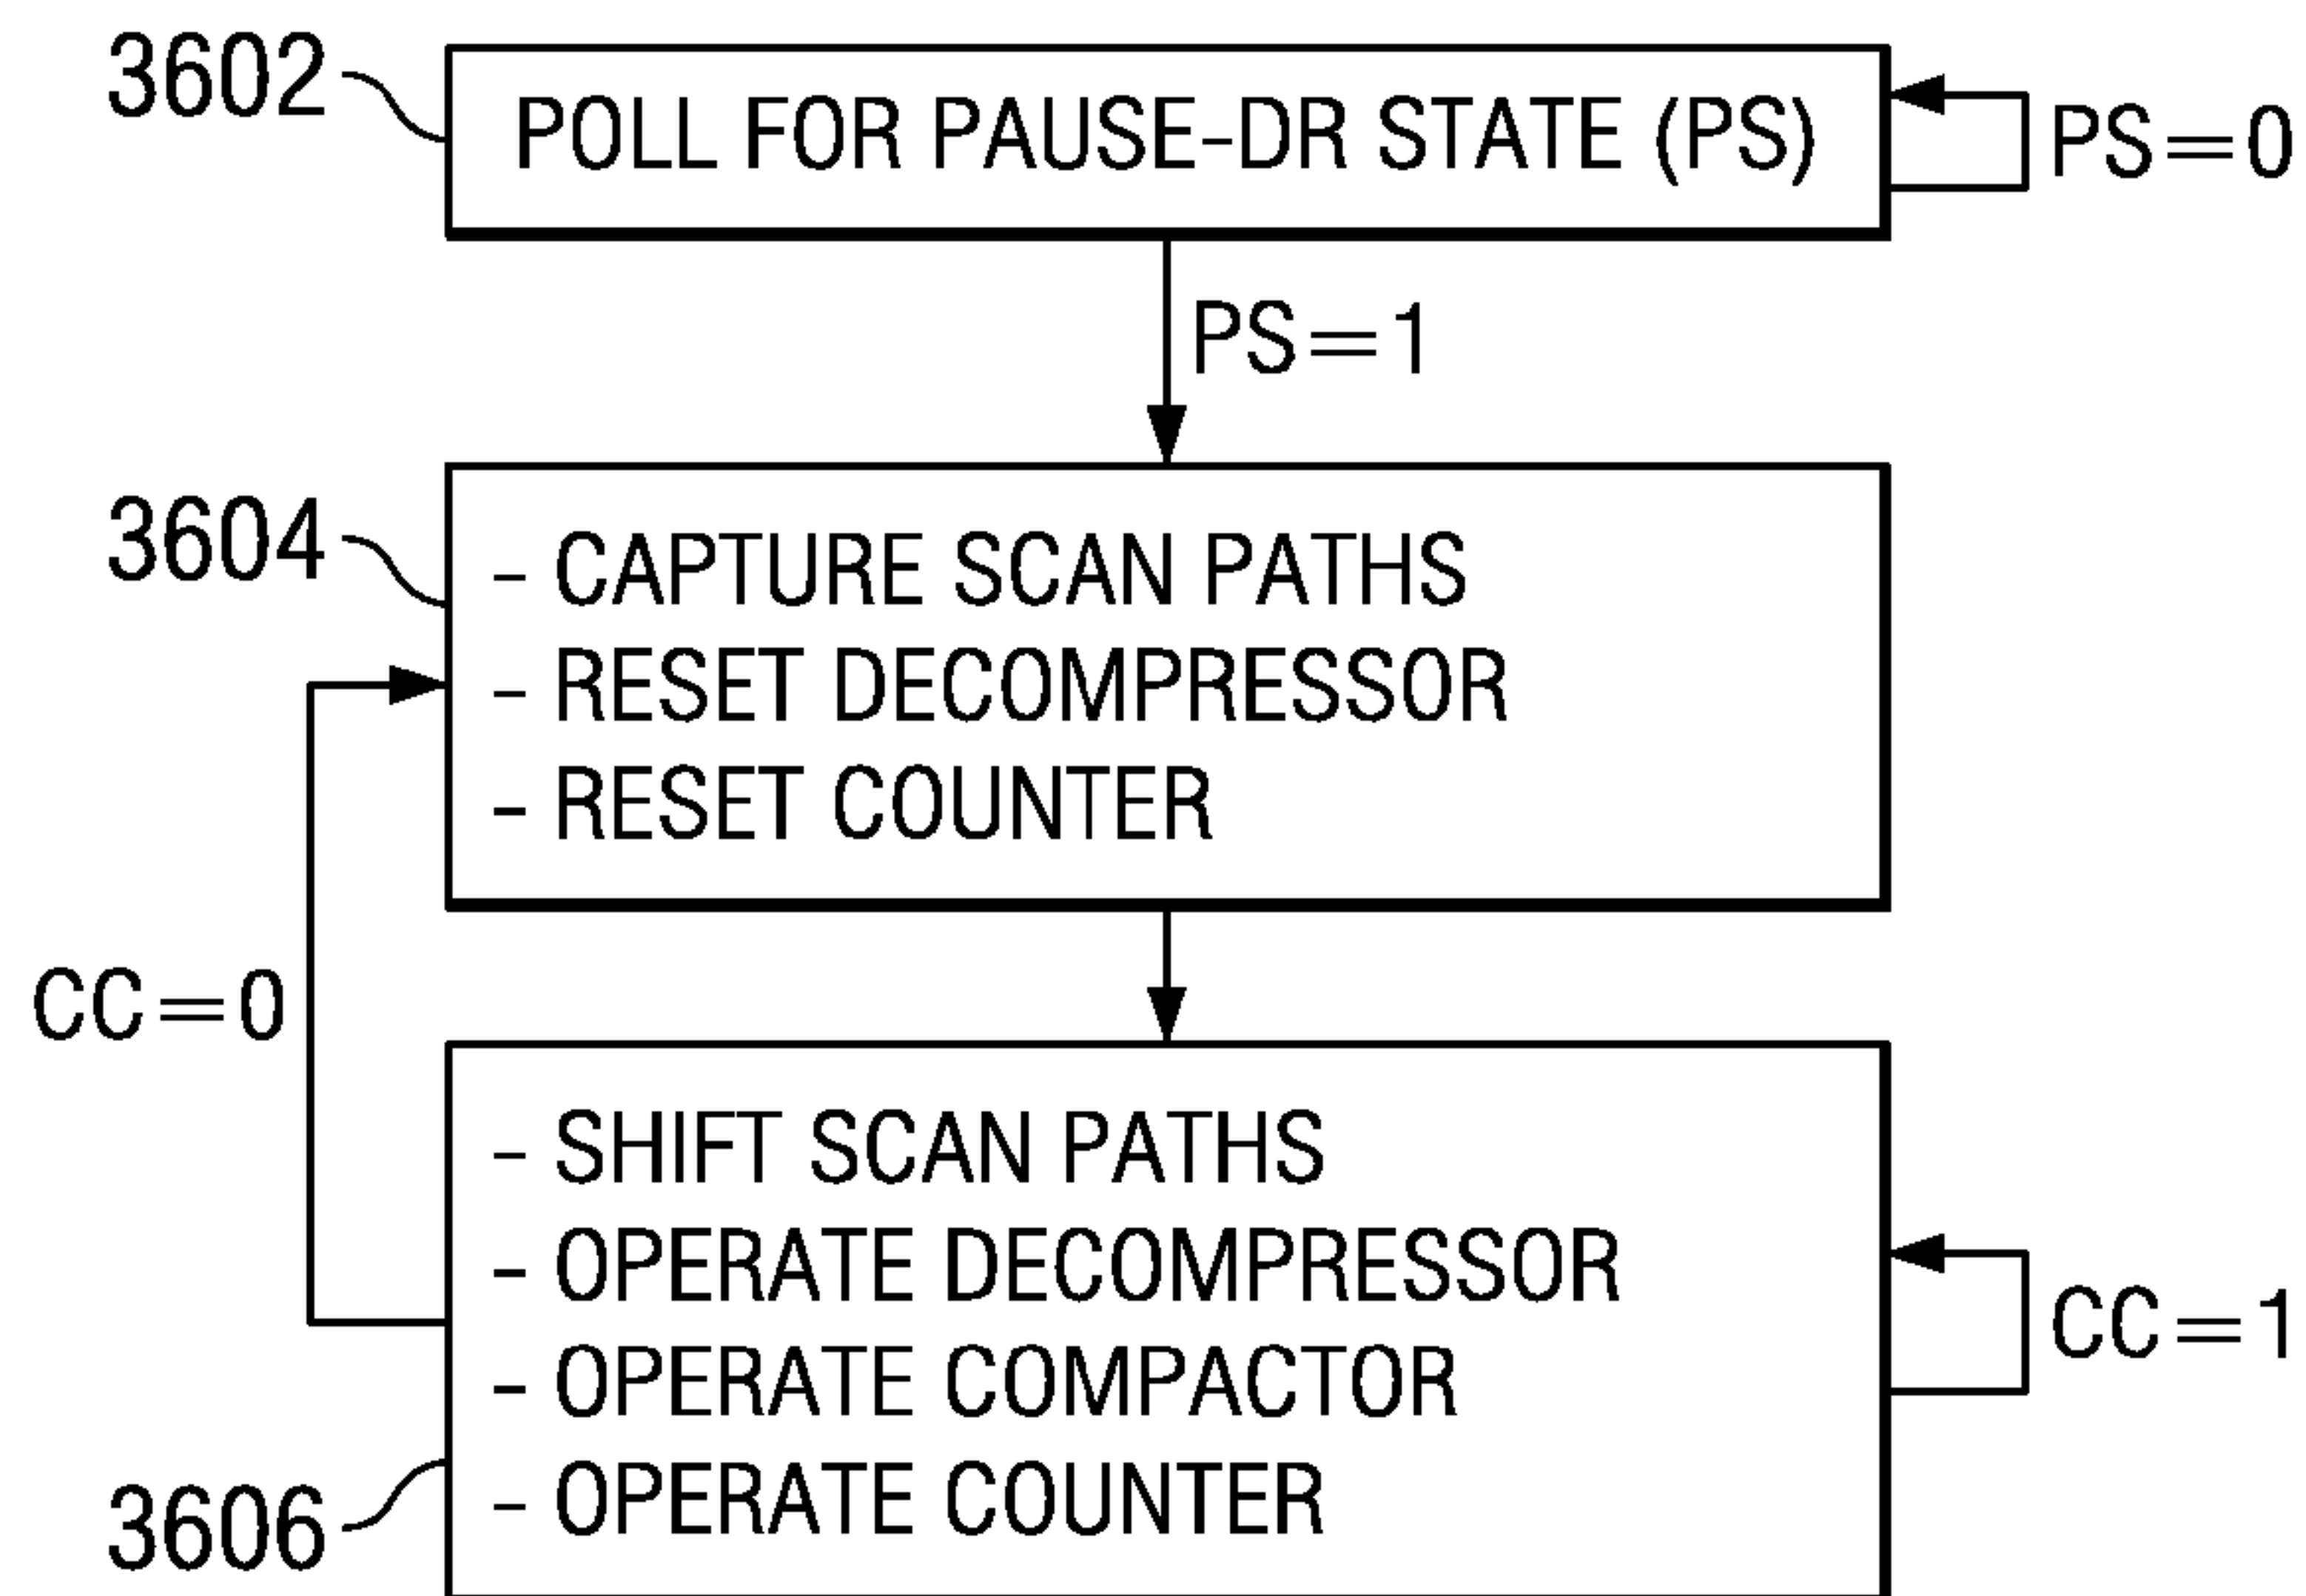 3602
POLL FOR PAUSE-DR STATE (PS)
PS=0
PS=1
3604
- CAPTURE SCAN PATHS
- RESET DECOMPRESSOR
- RESET COUNTER
CC=0
- SHIFT SCAN PATHS
- OPERATE DECOMPRESSOR
- OPERATE COMPACTOR
- OPERATE COUNTER
CC=1
3606